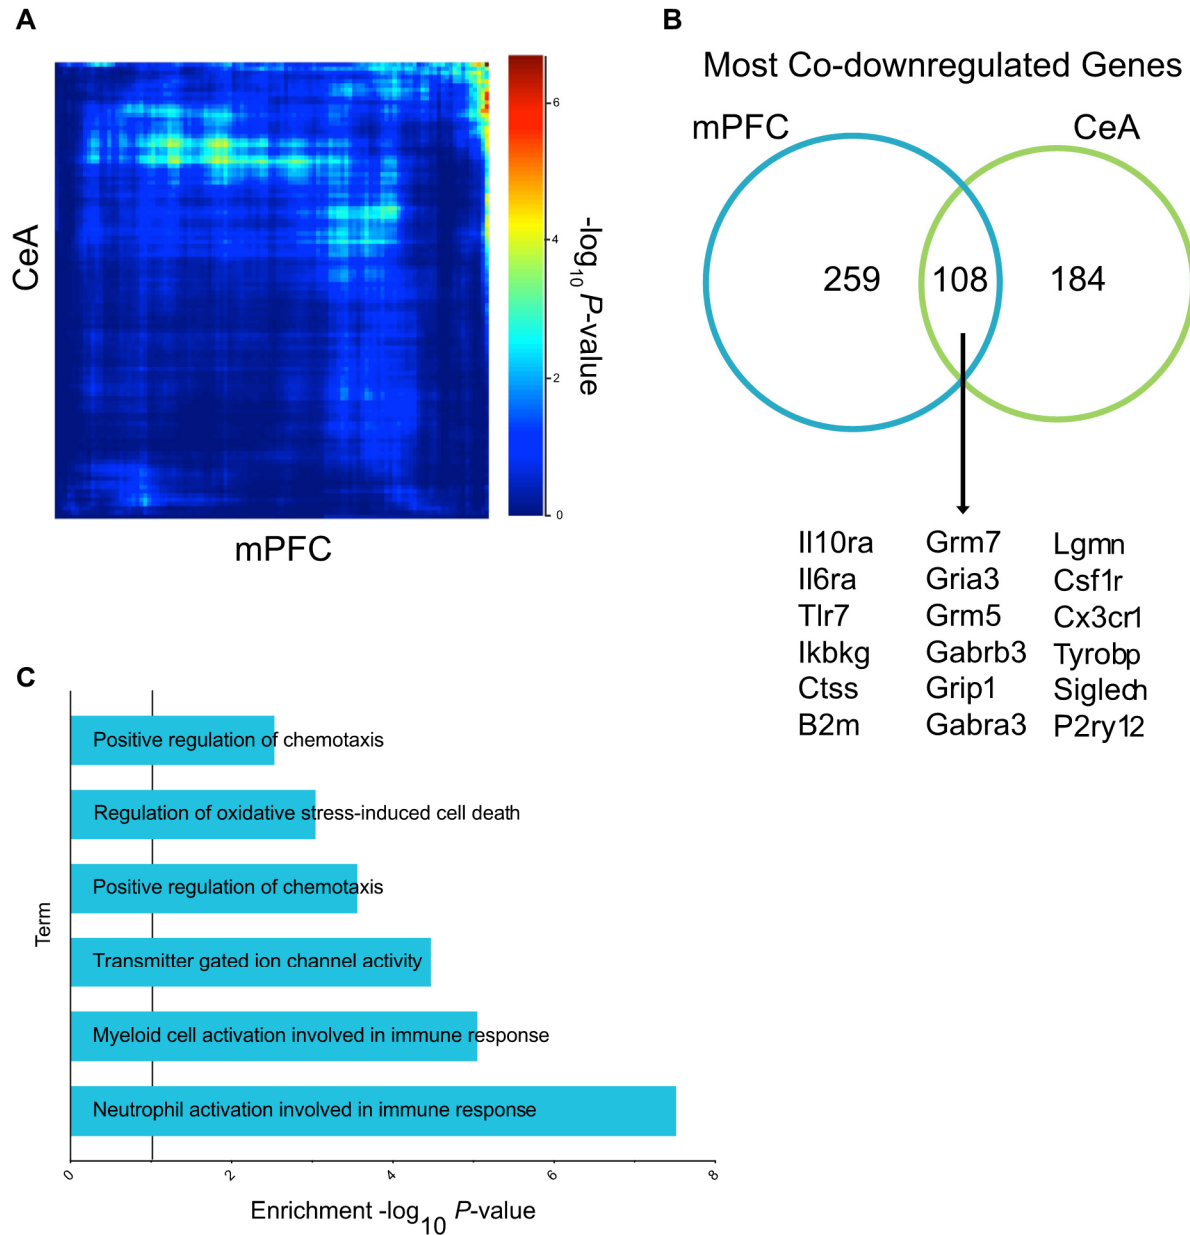 A
CeA
mPFC
6
4
2
0
-log10 P-value
B
Most Co-downregulated Genes
mPFC
CeA
259
108
184
Il10ra Grm7 Lgmn
Il6ra Gria3 Csf1r
Tlr7 Grm5 Cx3cr1
Ikbkg Gabrb3 Tyrobp
Ctss Grip1 Siglech
B2m Gabra3 P2ry12
C
Term
Positive regulation of chemotaxis
Regulation of oxidative stress-induced cell death
Positive regulation of chemotaxis
Transmitter gated ion channel activity
Myeloid cell activation involved in immune response
Neutrophil activation involved in immune response
0 2 4 6 8
Enrichment -log10 P-value